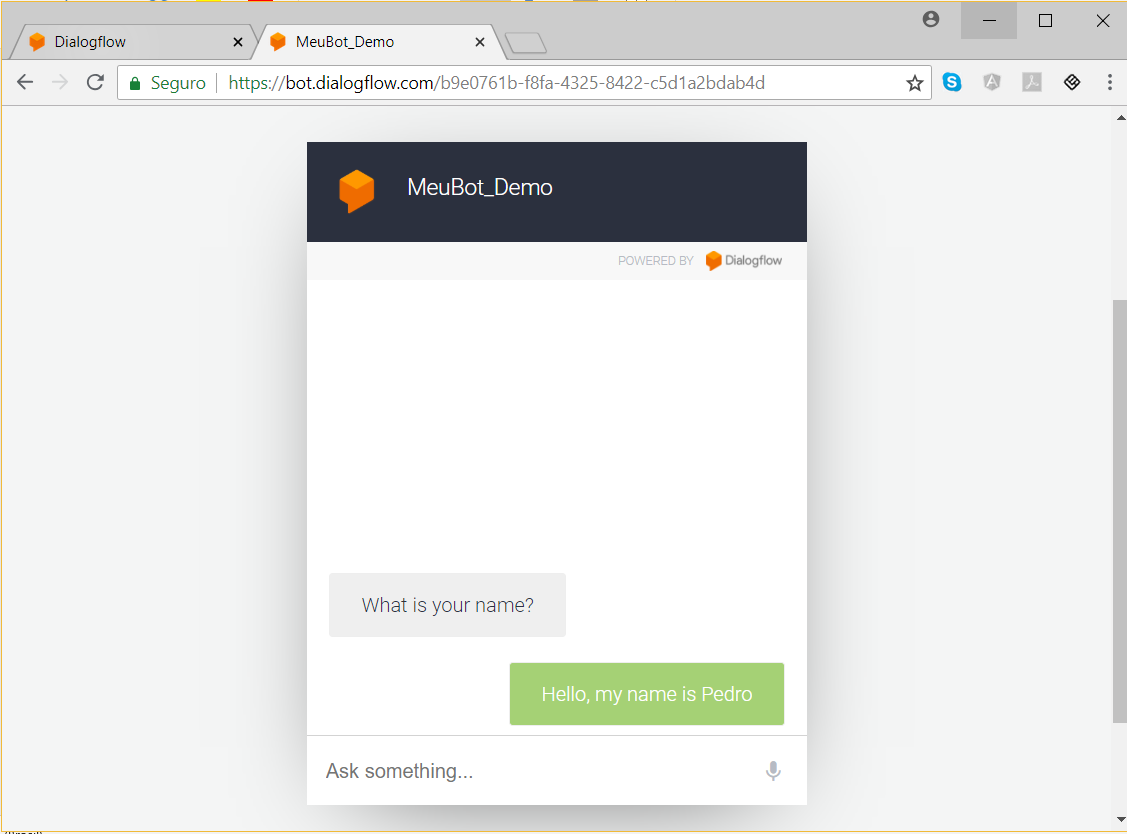 Dialogflow
MeuBot_Demo
Seguro
https://bot.dialogflow.com/b9e0761b-f8fa-4325-8422-c5d1a2bdab4d
MeuBot_Demo
POWERED BY Dialogflow
What is your name?
Hello, my name is Pedro
Ask something...